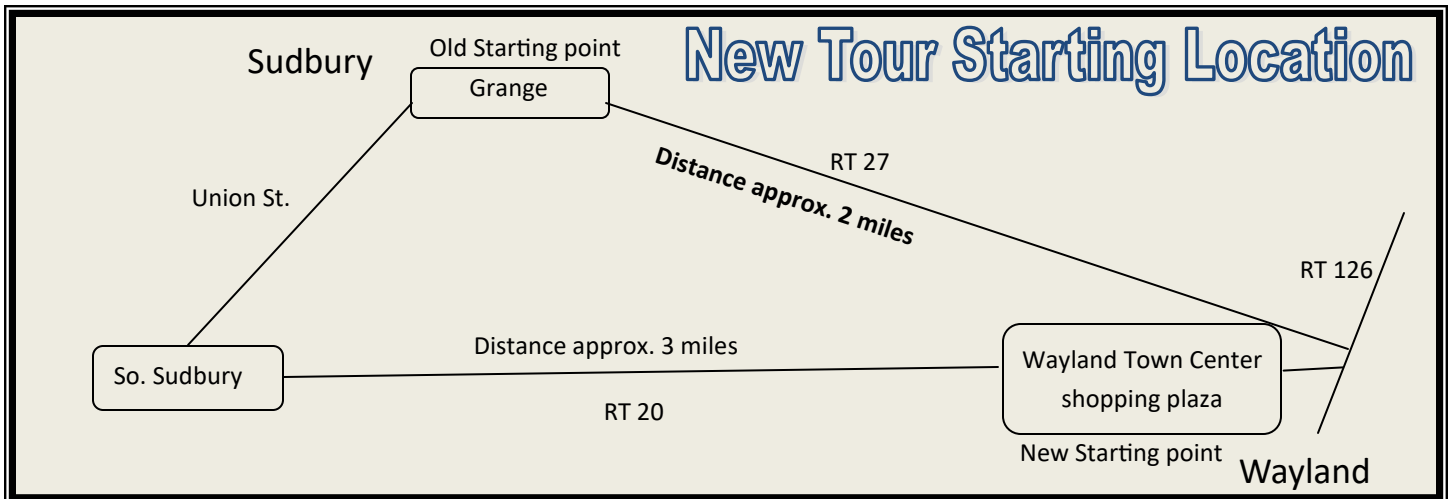 New Tour Starting Location
Sudbury
Old Starting point
Grange
RT 27
Distance approx. 2 miles
Union St.
RT 126
Distance approx. 3 miles
So. Sudbury
RT 20
Wayland Town Center
shopping plaza
New Starting point
Wayland